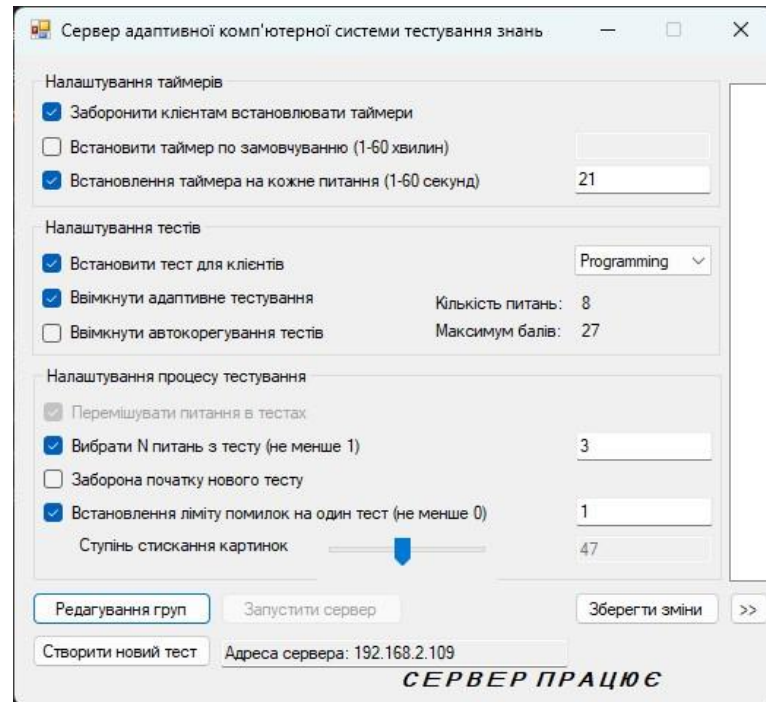 Сервер адаптивної комп'ютерної системи тестування знань
Налаштування таймерів
Заборонити клієнтам встановлювати таймери
Встановити таймер по замовчуванню (1-60 хвилин)
Встановлення таймера на кожне питання (1-60 секунд) 21
Налаштування тестів
Встановити тест для клієнтів Programming
Ввімкнути адаптивне тестування Кількість питань: 8
Ввімкнути автокорегування тестів Максимум балів: 27
Налаштування процесу тестування
Перемішувати питання в тестах
Вибрати N питань з тесту (не менше 1) 3
Заборона початку нового тесту
Встановлення ліміту помилок на один тест (не менше 0) 1
Ступінь стискання картинок 47
Редагування груп Запустити сервер Зберегти зміни >>
Створити новий тест Адреса сервера: 192.168.2.109
СЕРВЕР ПРАЦЮЄ